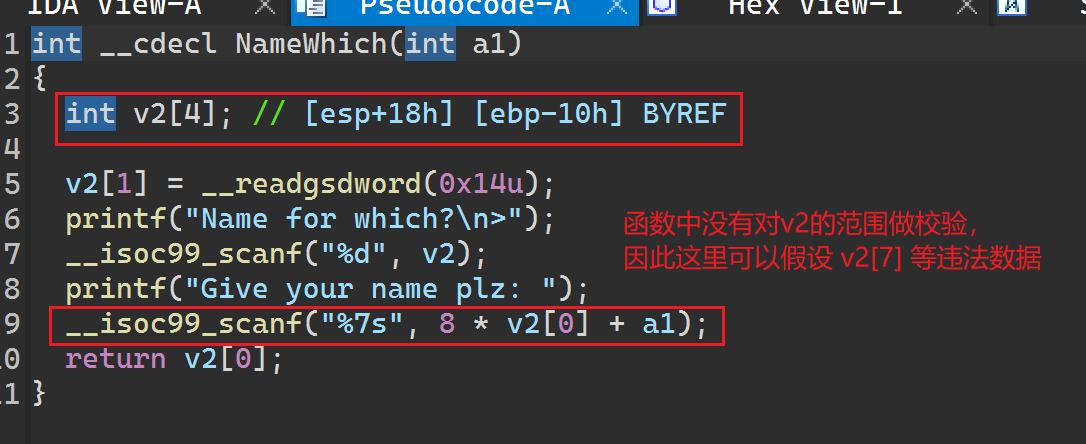 IDA View-A Pseudocode-A Hex View-1
1 int __cdecl NameWhich(int a1)
2 {
3 int v2[4]; // [esp+18h] [ebp-10h] BYREF
4
5 v2[1] = __readgsdword(0x14u);
6 printf("Name for which?\n>");
7 __isoc99_scanf("%d", v2);
8 printf("Give your name plz: ");
9 __isoc99_scanf("%7s", 8 * v2[0] + a1);
10 return v2[0];
11 }
函数中没有对v2的范围做校验,
因此这里可以假设 v2[7] 等违法数据